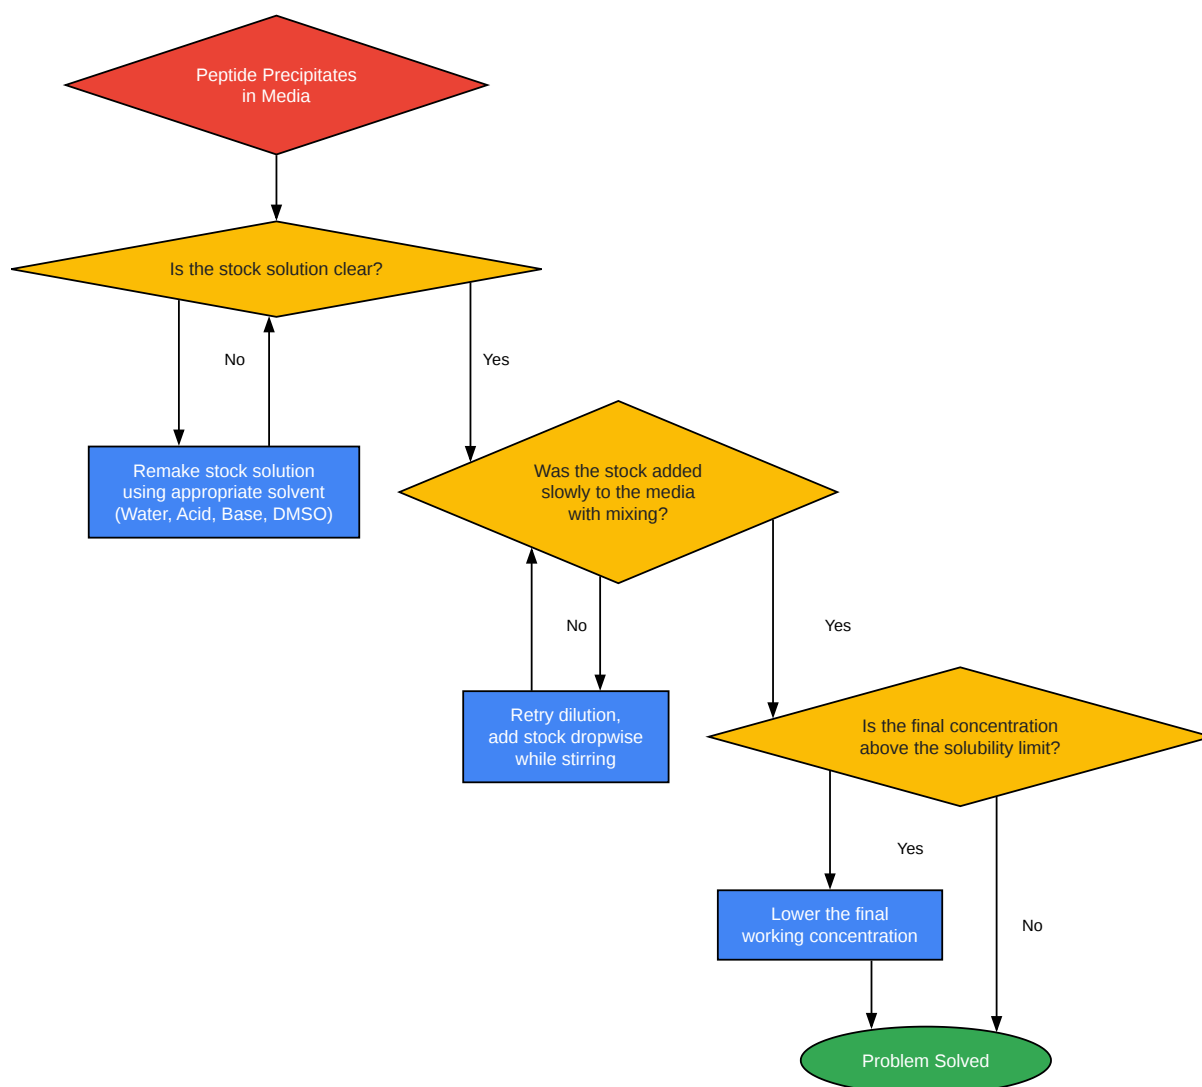 Peptide Precipitates
in Media
Is the stock solution clear?
No
Yes
Remake stock solution
using appropriate solvent
(Water, Acid, Base, DMSO)
Was the stock added
slowly to the media
with mixing?
No
Yes
Retry dilution,
add stock dropwise
while stirring
Is the final concentration
above the solubility limit?
Yes
No
Lower the final
working concentration
Problem Solved